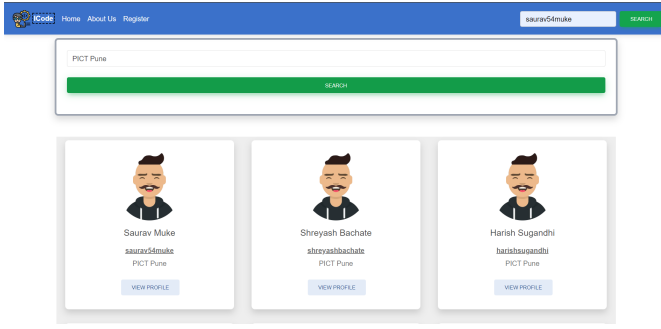 ICode Home About Us Register saurav54muke SEARCH
PICT Pune
SEARCH
Saurav Muke
saurav54muke
PICT Pune
VIEW PROFILE
Shreyash Bachate
shreyashbachate
PICT Pune
VIEW PROFILE
Harish Sugandhi
harishsugandhi
PICT Pune
VIEW PROFILE